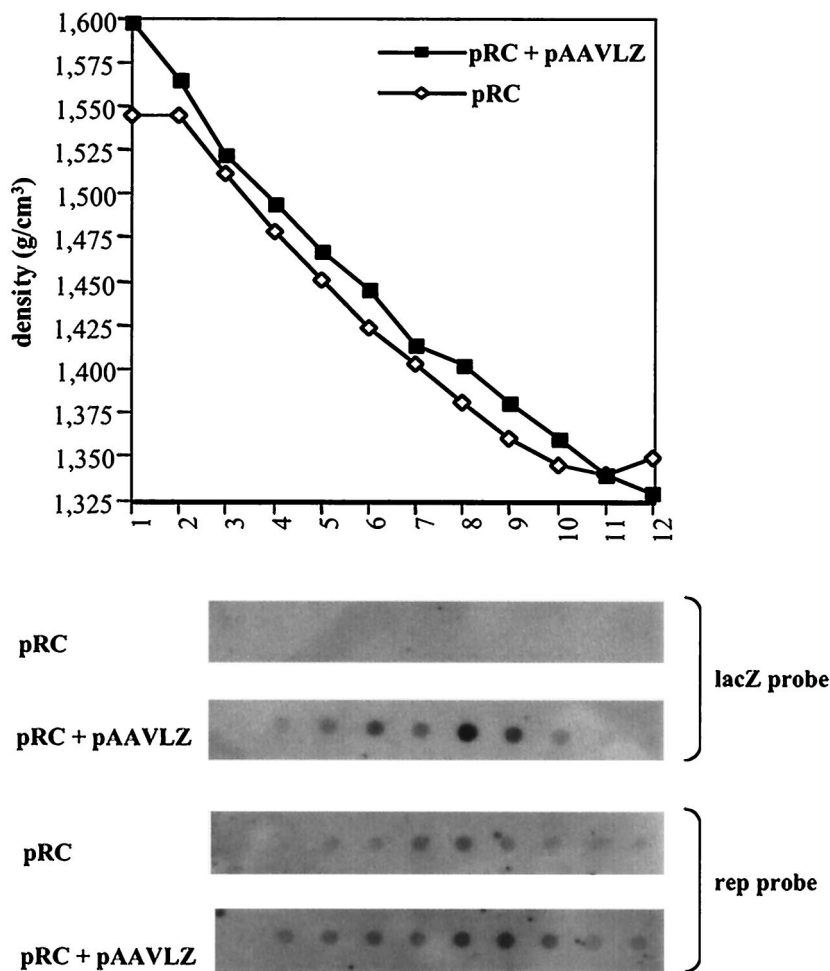 1,600
1,575
1,550
1,525
1,500
1,475
1,450
1,425
1,400
1,375
1,350
1,325
density (g/cm³)
pRC + pAAVLZ
pRC
1 2 3 4 5 6 7 8 9 10 11 12
pRC
pRC + pAAVLZ
lacZ probe
pRC
pRC + pAAVLZ
rep probe